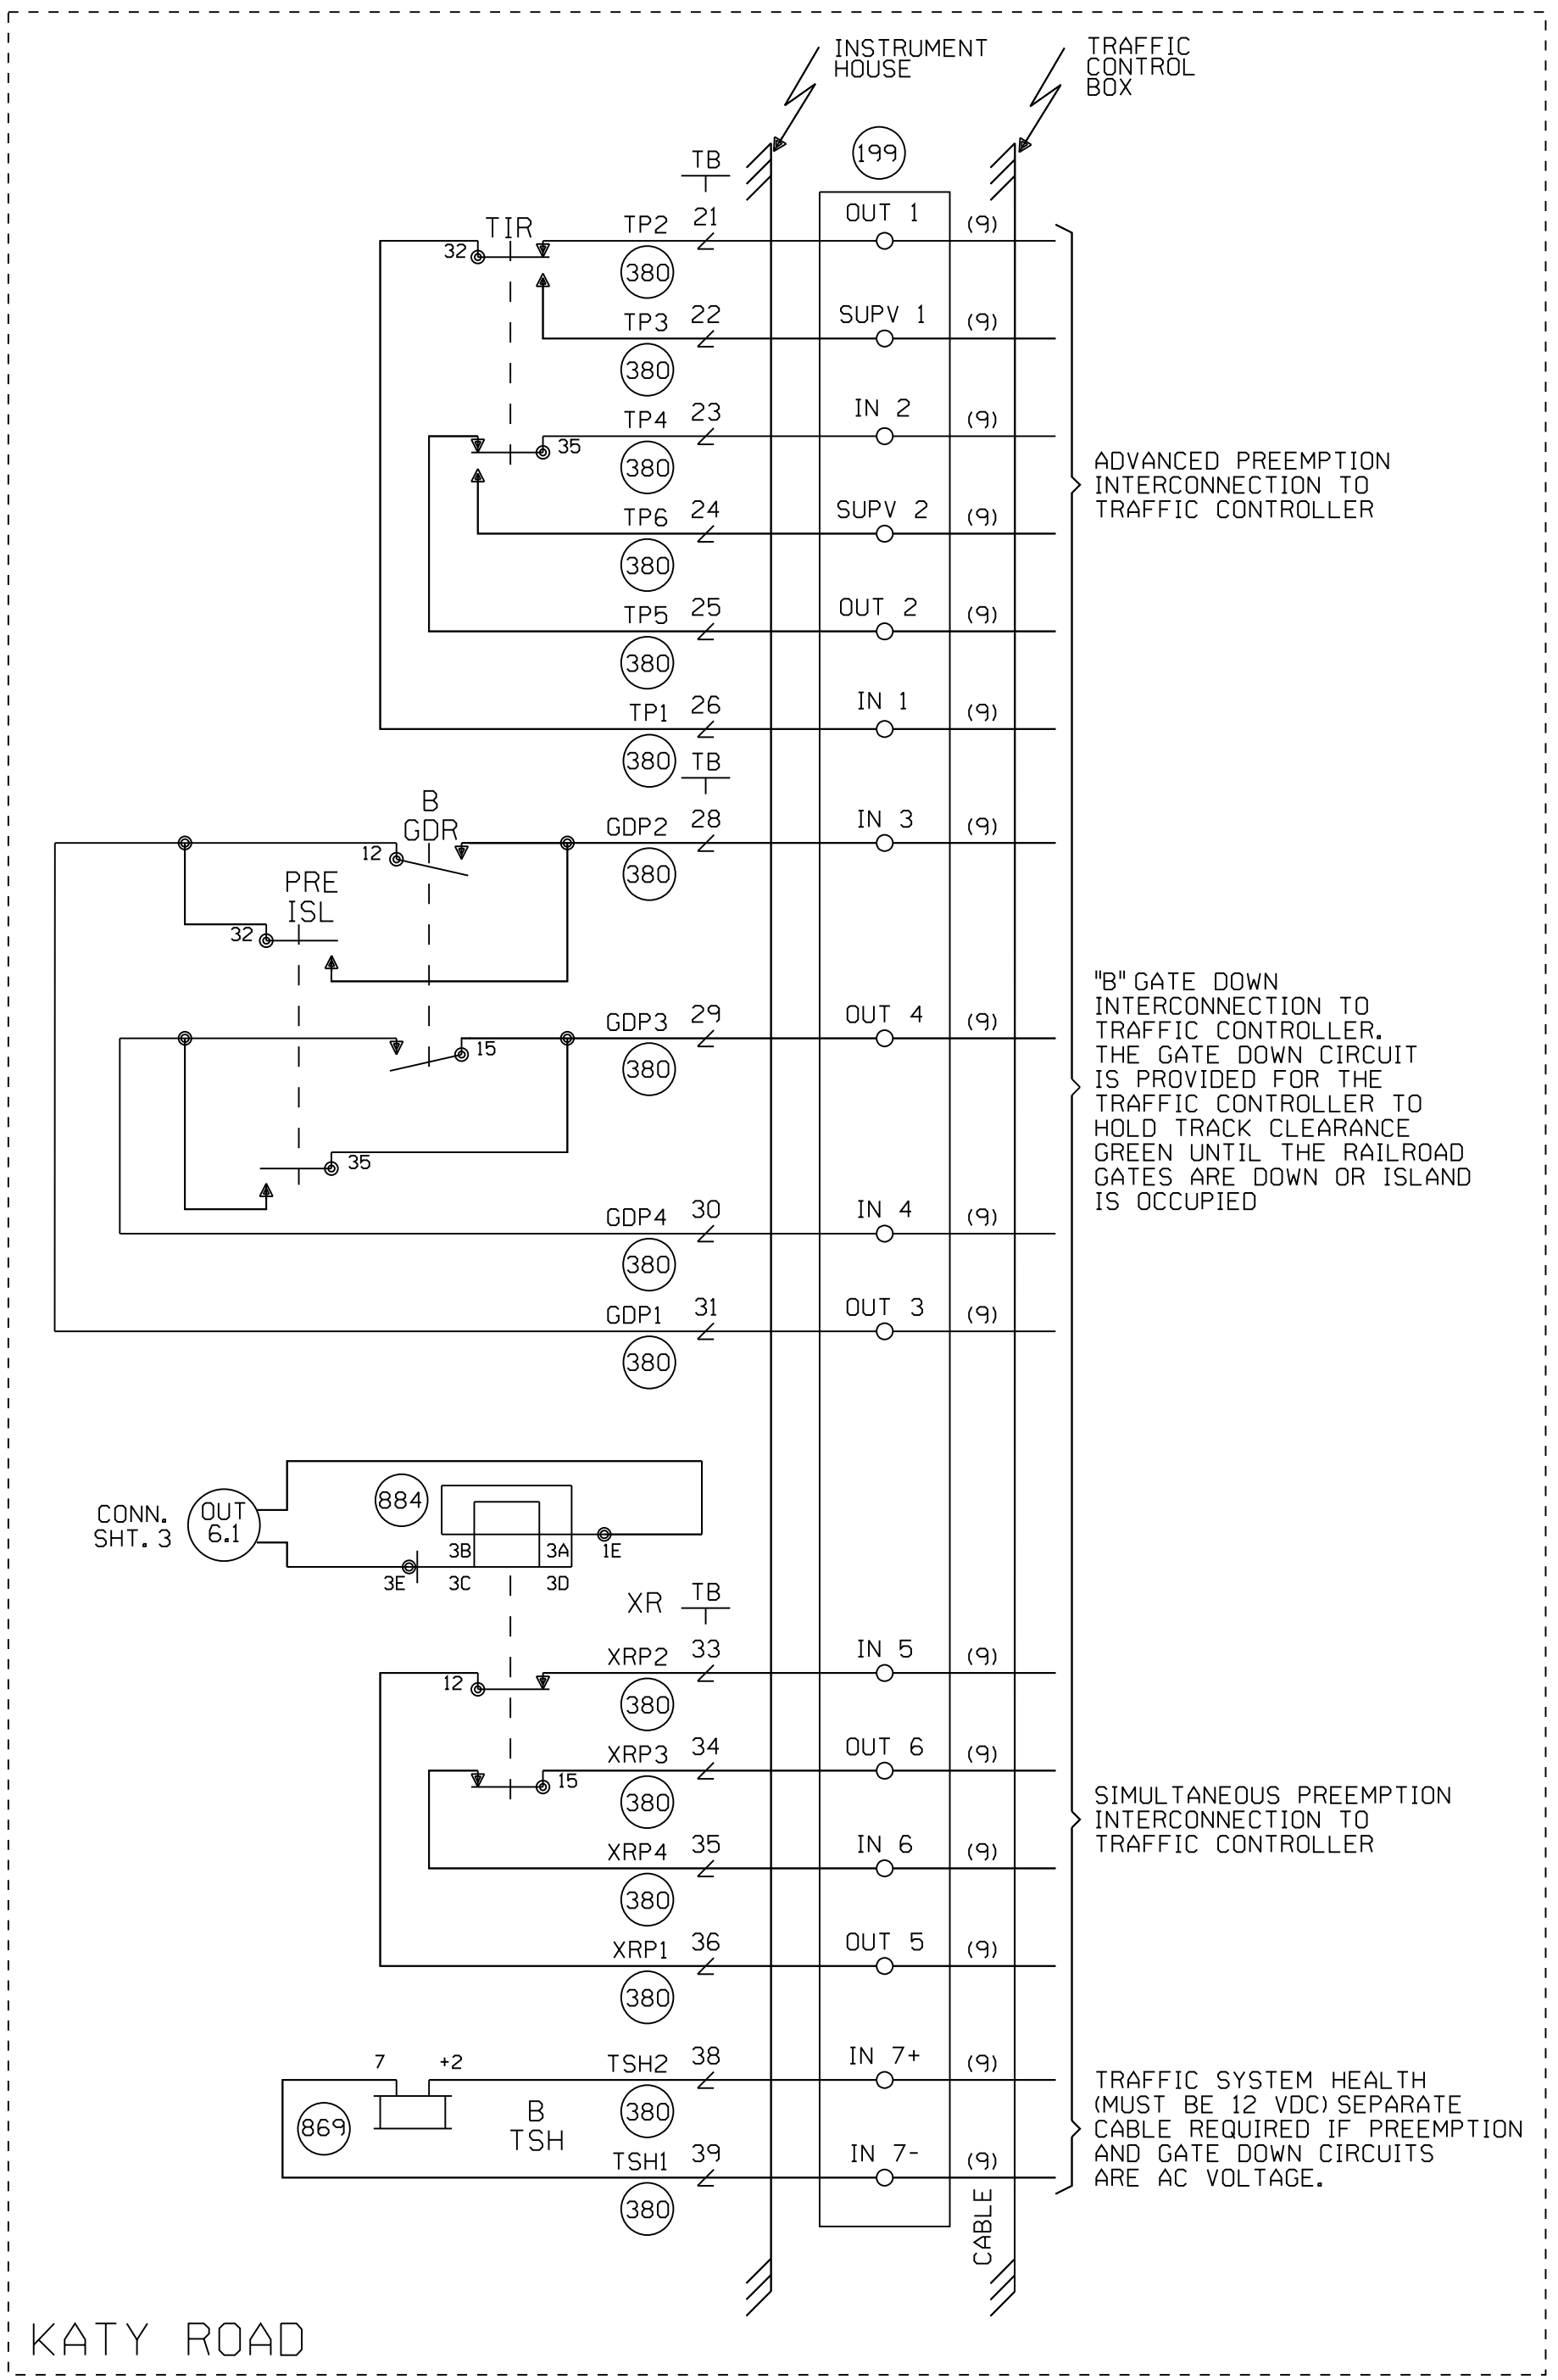 INSTRUMENT
HOUSE
TRAFFIC
CONTROL
BOX
199
TB
TIR
32
TP2
21
OUT 1
(9)
380
TP3
22
SUPV 1
(9)
380
TP4
23
IN 2
(9)
35
380
TP6
24
SUPV 2
(9)
380
TP5
25
OUT 2
(9)
380
TP1
26
IN 1
(9)
380
ADVANCED PREEMPTION
INTERCONNECTION TO
TRAFFIC CONTROLLER
TB
B
GDR
12
GDP2
28
IN 3
(9)
380
PRE
ISL
32
GDP3
29
OUT 4
(9)
15
380
35
GDP4
30
IN 4
(9)
380
GDP1
31
OUT 3
(9)
380
"B" GATE DOWN
INTERCONNECTION TO
TRAFFIC CONTROLLER.
THE GATE DOWN CIRCUIT
IS PROVIDED FOR THE
TRAFFIC CONTROLLER TO
HOLD TRACK CLEARANCE
GREEN UNTIL THE RAILROAD
GATES ARE DOWN OR ISLAND
IS OCCUPIED
CONN.
SHT. 3
OUT
6.1
884
3B
3A
1E
3E
3C
3D
XR
TB
12
XRP2
33
IN 5
(9)
380
XRP3
34
OUT 6
(9)
15
380
XRP4
35
IN 6
(9)
380
XRP1
36
OUT 5
(9)
380
SIMULTANEOUS PREEMPTION
INTERCONNECTION TO
TRAFFIC CONTROLLER
7
+2
TSH2
38
IN 7+
(9)
380
869
B
TSH
TSH1
39
IN 7-
(9)
380
TRAFFIC SYSTEM HEALTH
(MUST BE 12 VDC) SEPARATE
CABLE REQUIRED IF PREEMPTION
AND GATE DOWN CIRCUITS
ARE AC VOLTAGE.
CABLE
KATY ROAD